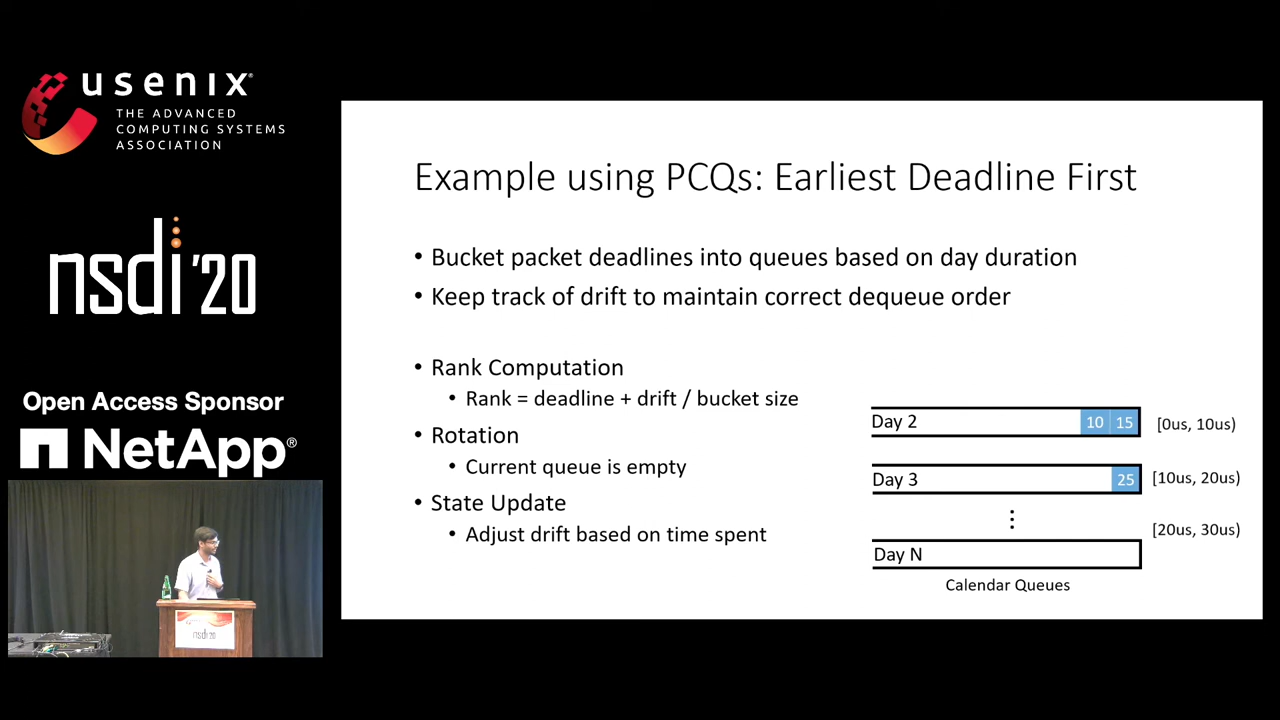 usenix®
THE ADVANCED
COMPUTING SYSTEMS
ASSOCIATION
nsdi '20
Open Access Sponsor
NetApp®
nsdi '20
Example using PCQs: Earliest Deadline First
• Bucket packet deadlines into queues based on day duration
• Keep track of drift to maintain correct dequeue order
• Rank Computation
• Rank = deadline + drift / bucket size
• Rotation
• Current queue is empty
• State Update
• Adjust drift based on time spent
Day 2 10 15 [0us, 10us)
Day 3 25 [10us, 20us)
⋮
[20us, 30us)
Day N
Calendar Queues